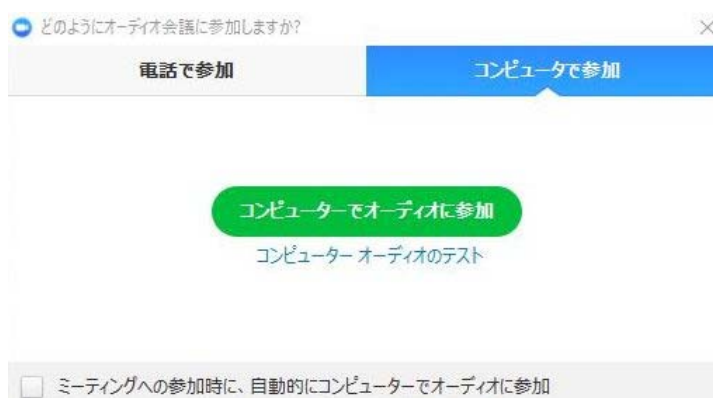 どのようにオーディオ会議に参加しますか?
電話で参加
コンピュータで参加
コンピューターでオーディオに参加
コンピューター オーディオのテスト
ミーティングへの参加時に、自動的にコンピューターでオーディオに参加